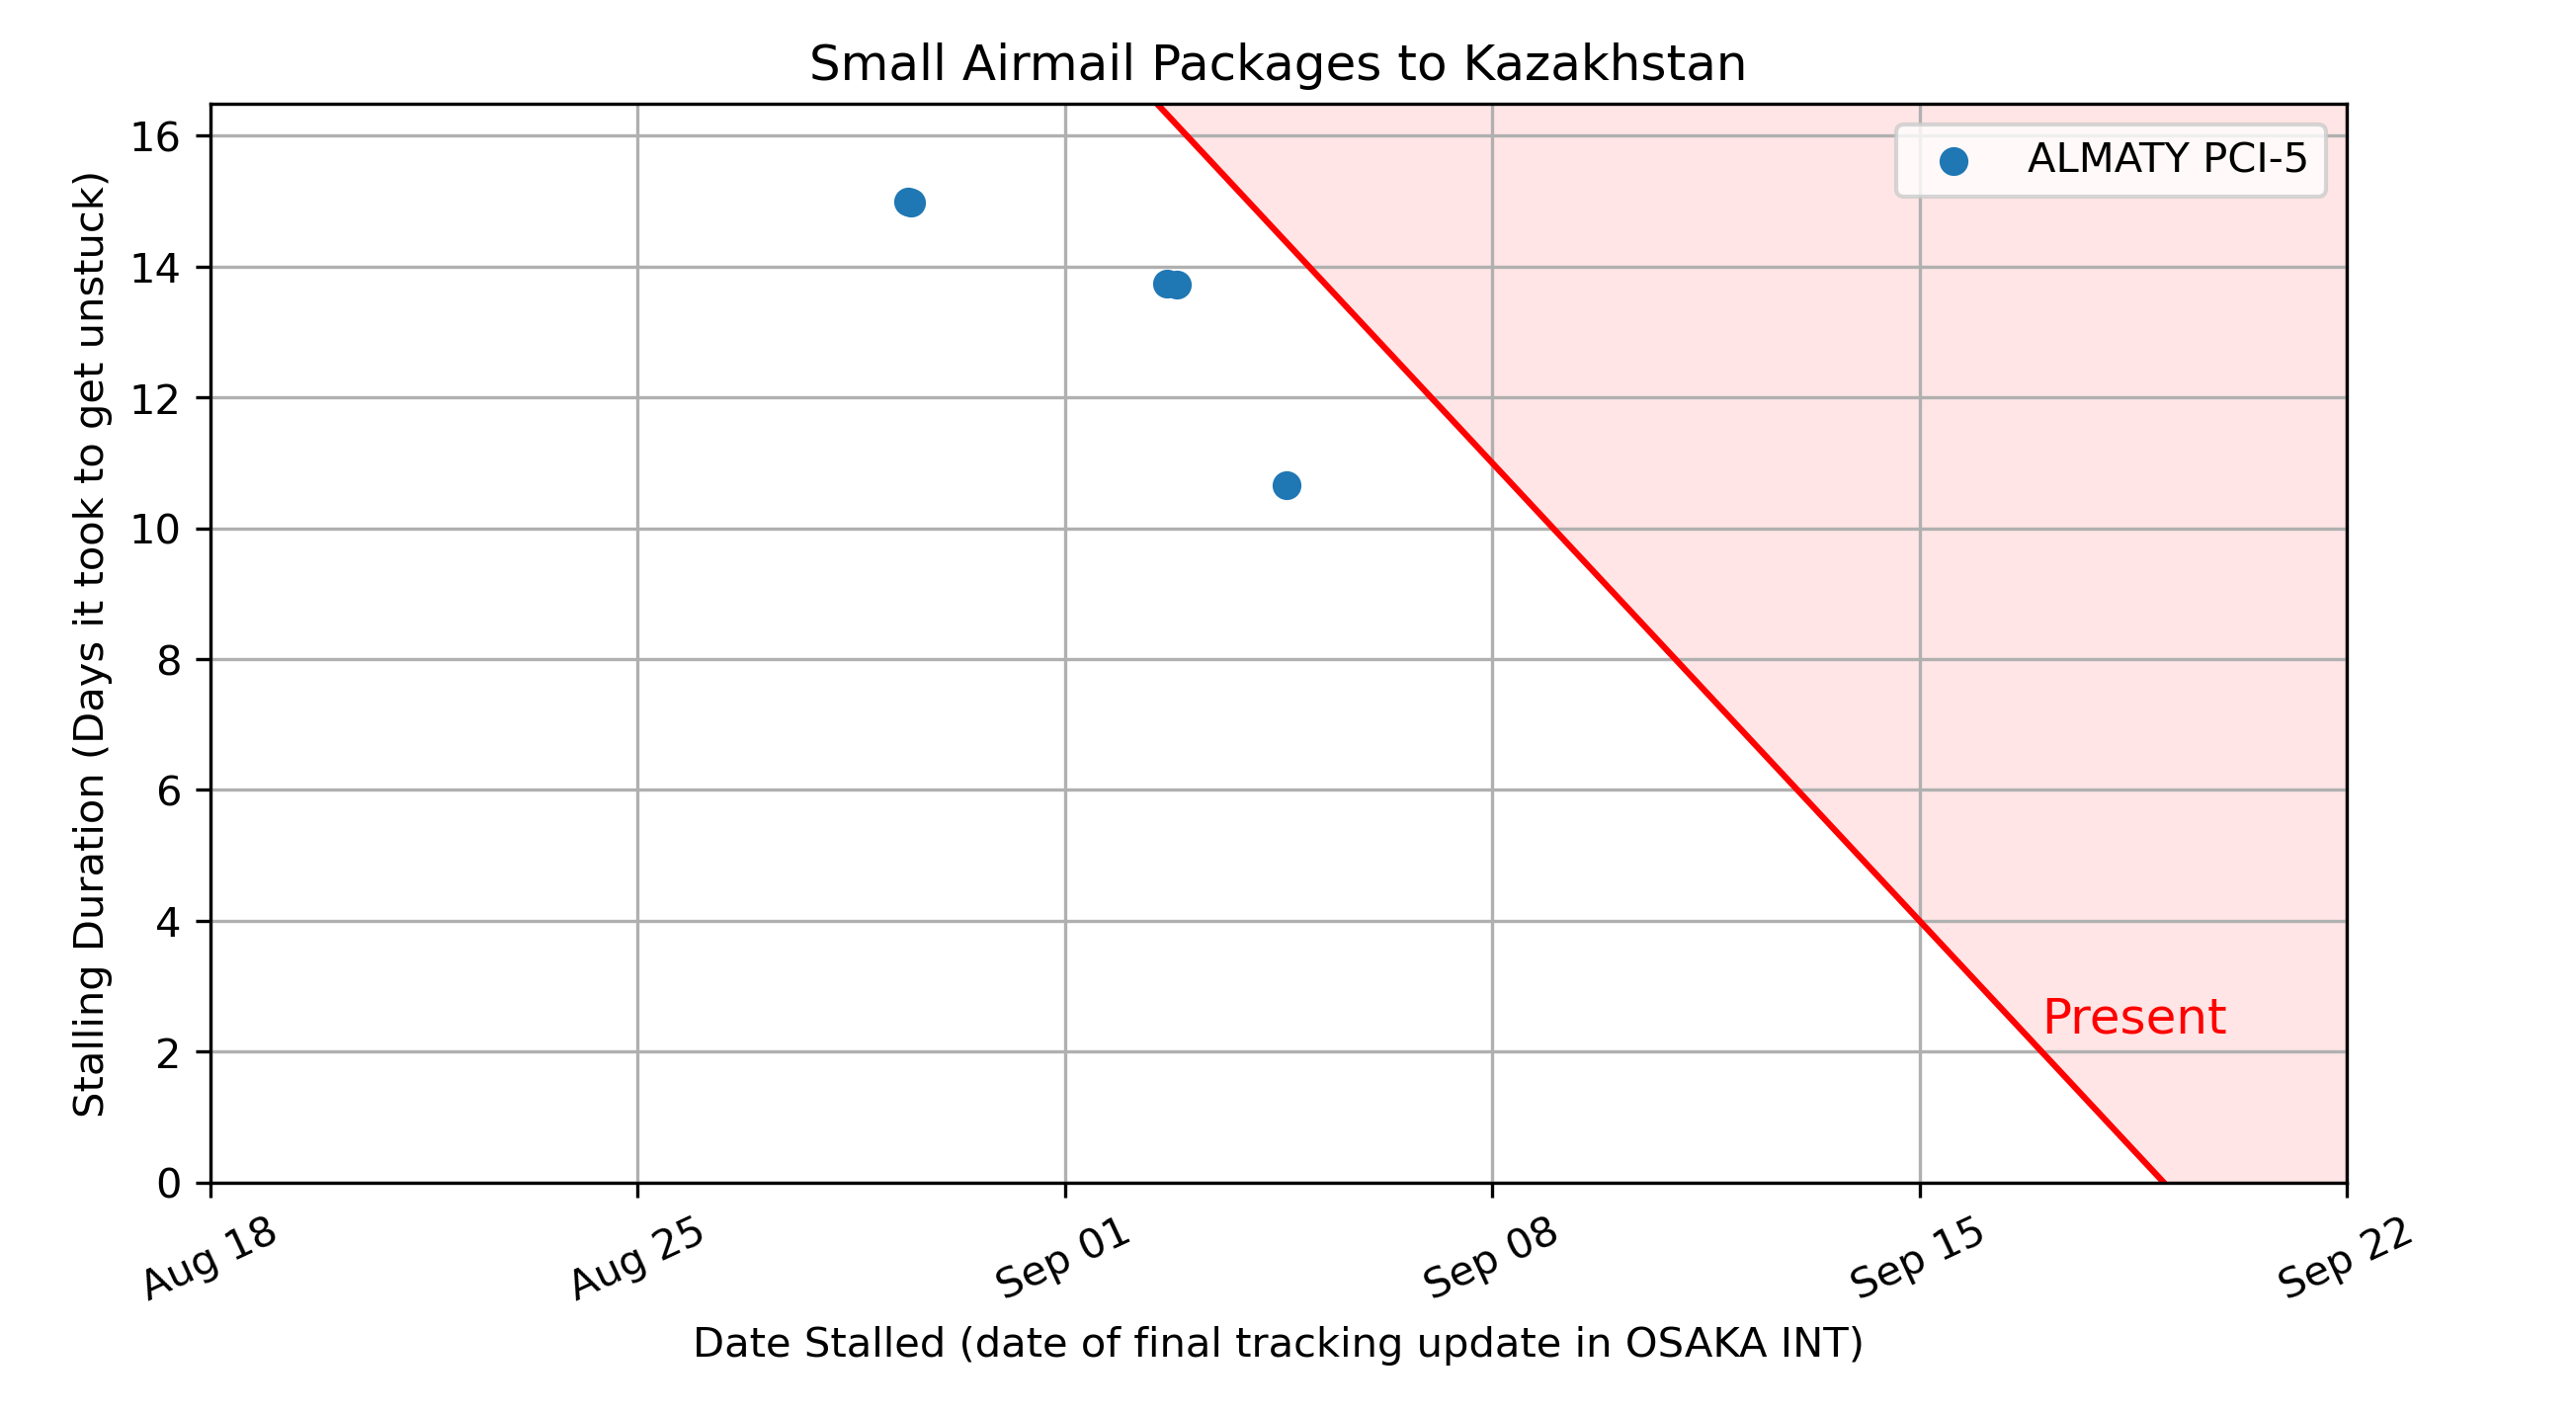 Small Airmail Packages to Kazakhstan
ALMATY PCI-5
Stalling Duration (Days it took to get unstuck)
16
14
12
10
8
6
4
2
0
Present
Aug 18
Aug 25
Sep 01
Sep 08
Sep 15
Sep 22
Date Stalled (date of final tracking update in OSAKA INT)